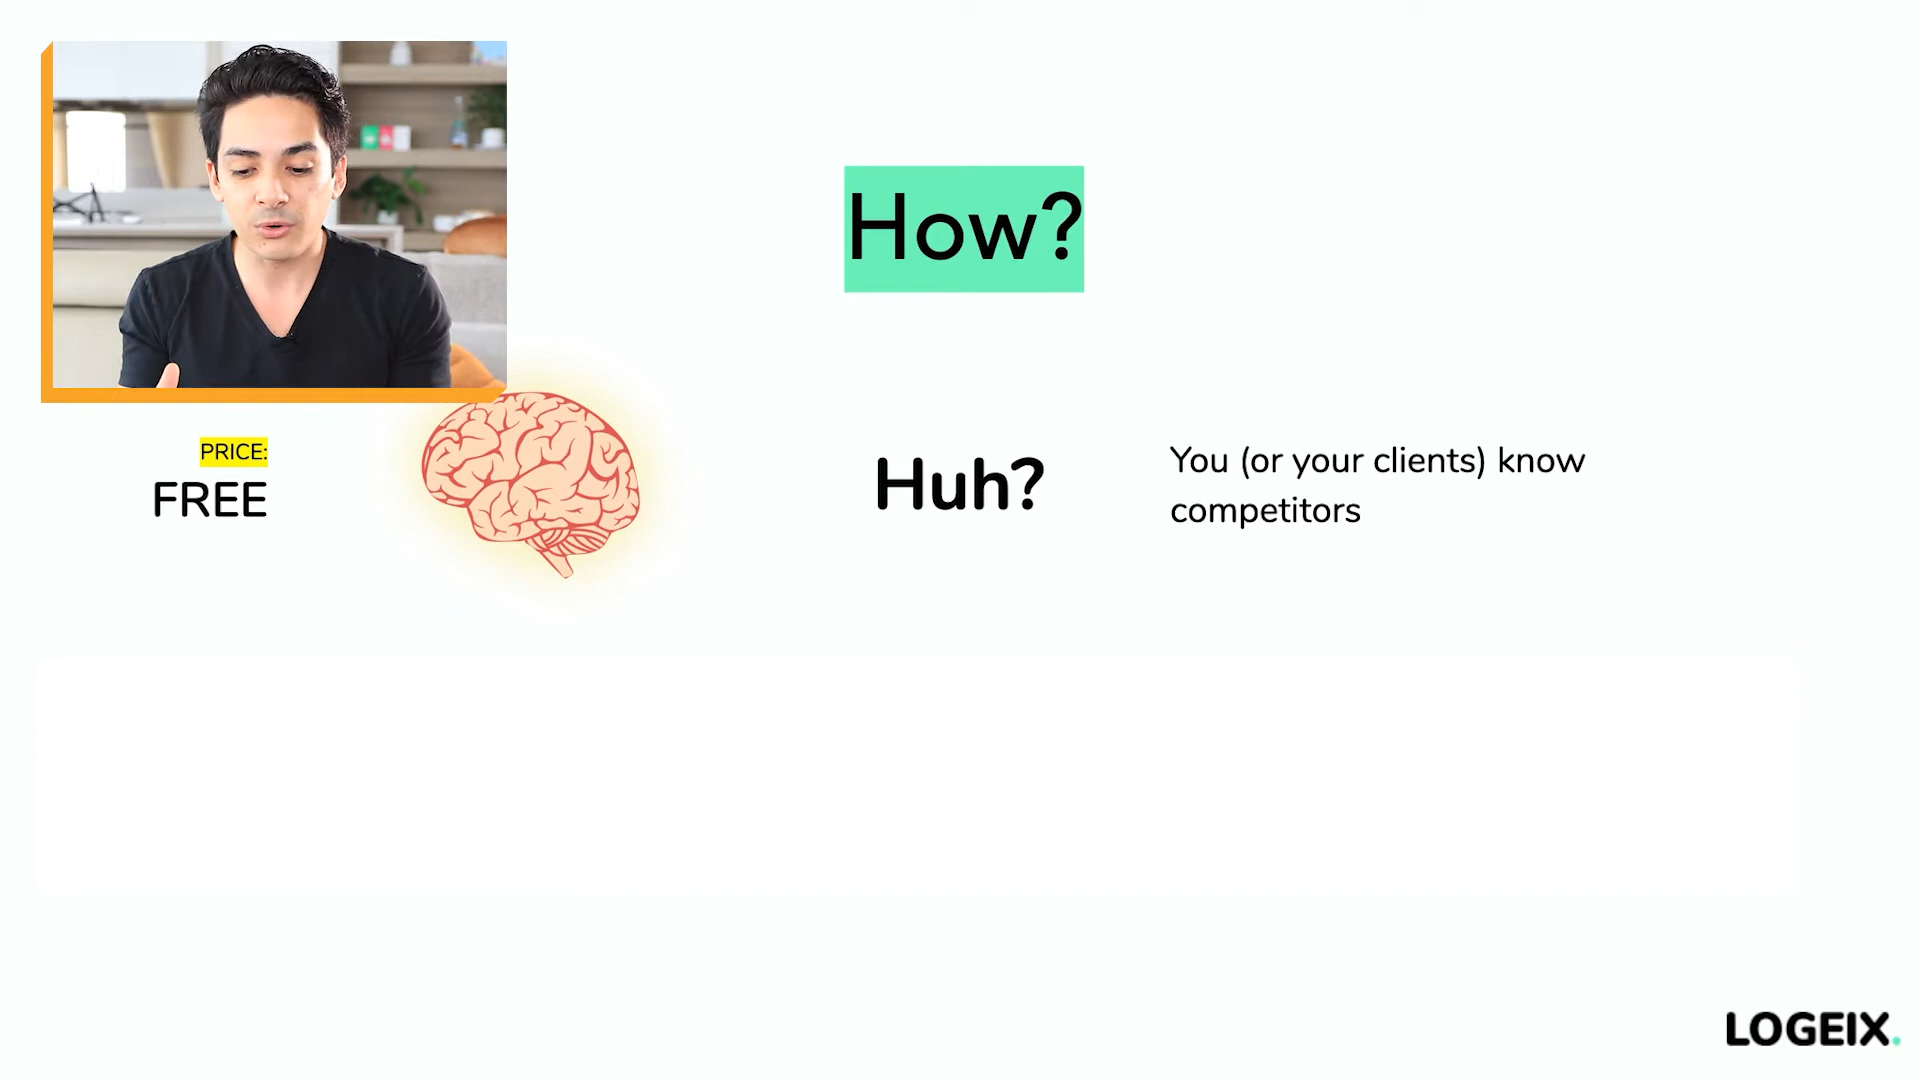 How?
PRICE:
FREE
Huh?
You (or your clients) know
competitors
LOGEIX.